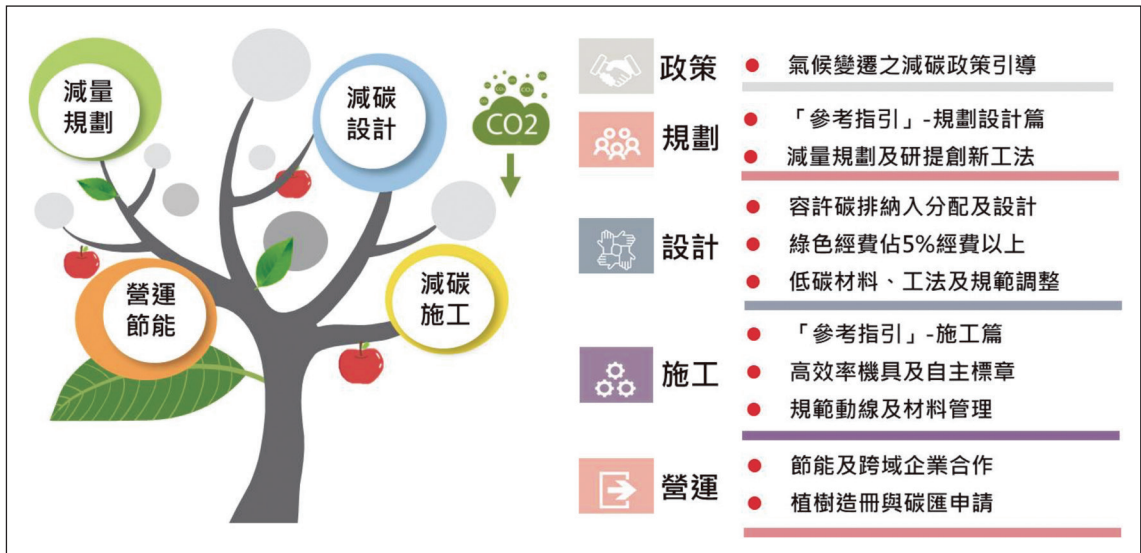 減量
規劃
減碳
設計
CO2
營運
節能
減碳
施工
政策
氣候變遷之減碳政策引導
規劃
「參考指引」-規劃設計篇
減量規劃及研提創新工法
設計
容許碳排納入分配及設計
綠色經費佔5%經費以上
低碳材料、工法及規範調整
施工
「參考指引」-施工篇
高效率機具及自主標章
規範動線及材料管理
營運
節能及跨域企業合作
植樹造冊與碳匯申請